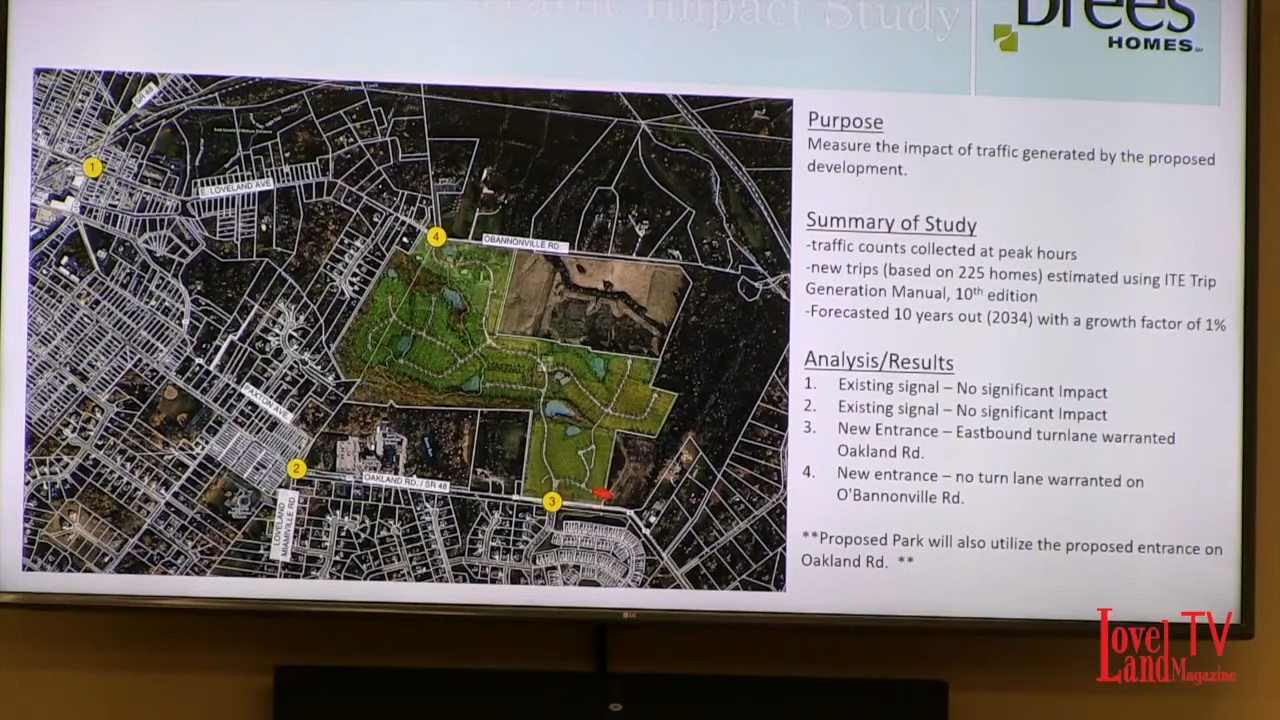 Traffic Impact Study
Drees
HOMES
SR 48
E. LOVELAND AVE
OBANNONVILLE RD
PAXTON AVE
OAKLAND RD. / SR 48
LOVELAND
MIAMIVILLE RD
1
4
2
3
Purpose
Measure the impact of traffic generated by the proposed
development.
Summary of Study
-traffic counts collected at peak hours
-new trips (based on 225 homes) estimated using ITE Trip
Generation Manual, 10th edition
-Forecasted 10 years out (2034) with a growth factor of 1%
Analysis/Results
1. Existing signal – No significant Impact
2. Existing signal – No significant Impact
3. New Entrance – Eastbound turnlane warranted
Oakland Rd.
4. New entrance – no turn lane warranted on
O'Bannonville Rd.
**Proposed Park will also utilize the proposed entrance on
Oakland Rd. **
LG
LoveLand TV
Magazine